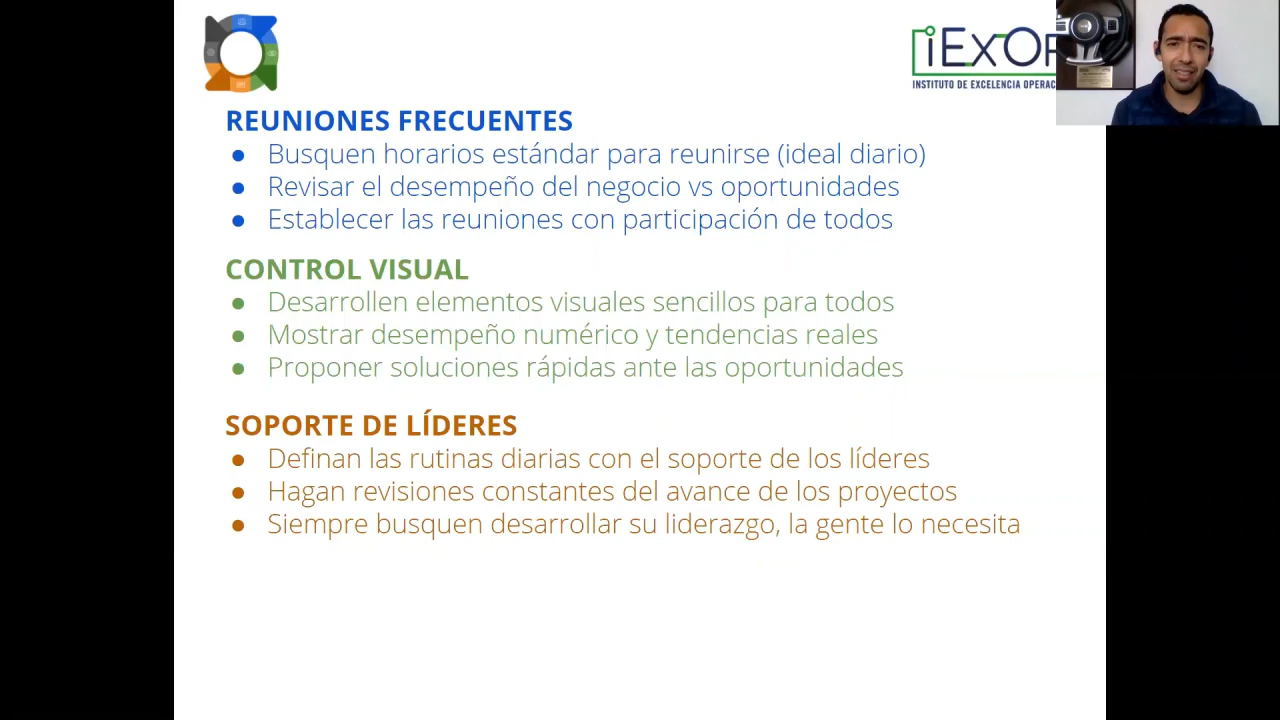 iExOP
INSTITUTO DE EXCELENCIA OPERAC
REUNIONES FRECUENTES
● Busquen horarios estándar para reunirse (ideal diario)
● Revisar el desempeño del negocio vs oportunidades
● Establecer las reuniones con participación de todos
CONTROL VISUAL
● Desarrollen elementos visuales sencillos para todos
● Mostrar desempeño numérico y tendencias reales
● Proponer soluciones rápidas ante las oportunidades
SOPORTE DE LÍDERES
● Definan las rutinas diarias con el soporte de los líderes
● Hagan revisiones constantes del avance de los proyectos
● Siempre busquen desarrollar su liderazgo, la gente lo necesita